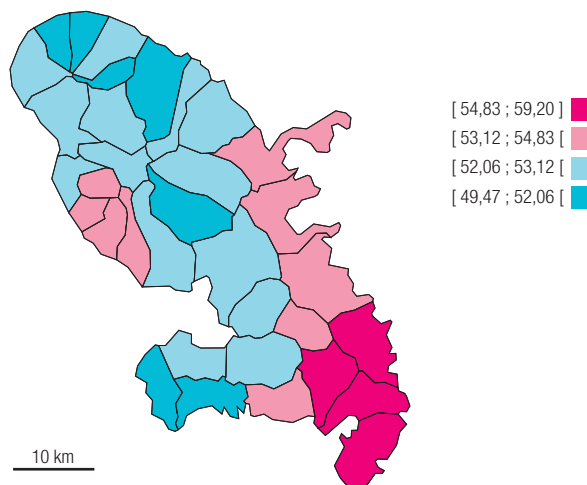 [ 54,83 ; 59,20 ]
[ 53,12 ; 54,83 [
[ 52,06 ; 53,12 [
[ 49,47 ; 52,06 [
10 km